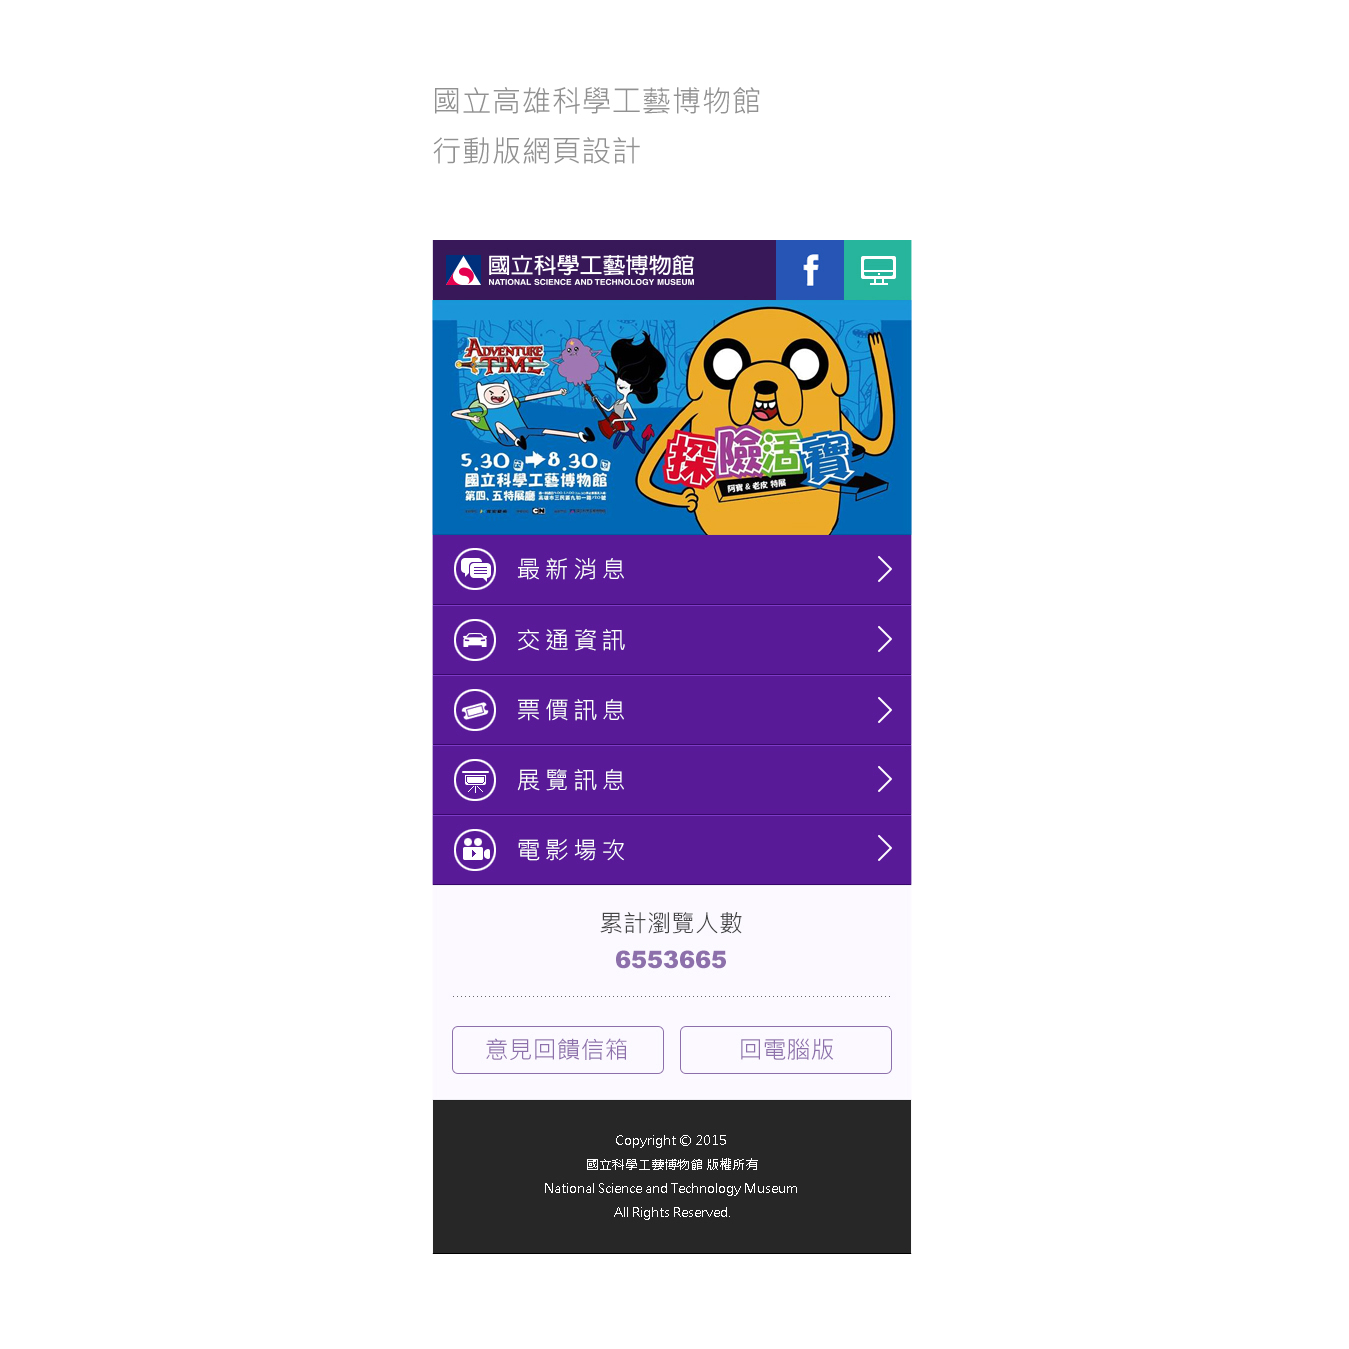 國立高雄科學工藝博物館
行動版網頁設計
國立科學工藝博物館
NATIONAL SCIENCE AND TECHNOLOGY MUSEUM
f
ADVENTURE
TIME
探險活寶
阿寶&老皮 特展
5.30 → 8.30
國立科學工藝博物館
第四、五特展廳
CN
最新消息
交通資訊
票價訊息
展覽訊息
電影場次
累計瀏覽人數
6553665
意見回饋信箱 回電腦版
Copyright © 2015
國立科學工藝博物館 版權所有
National Science and Technology Museum
All Rights Reserved.